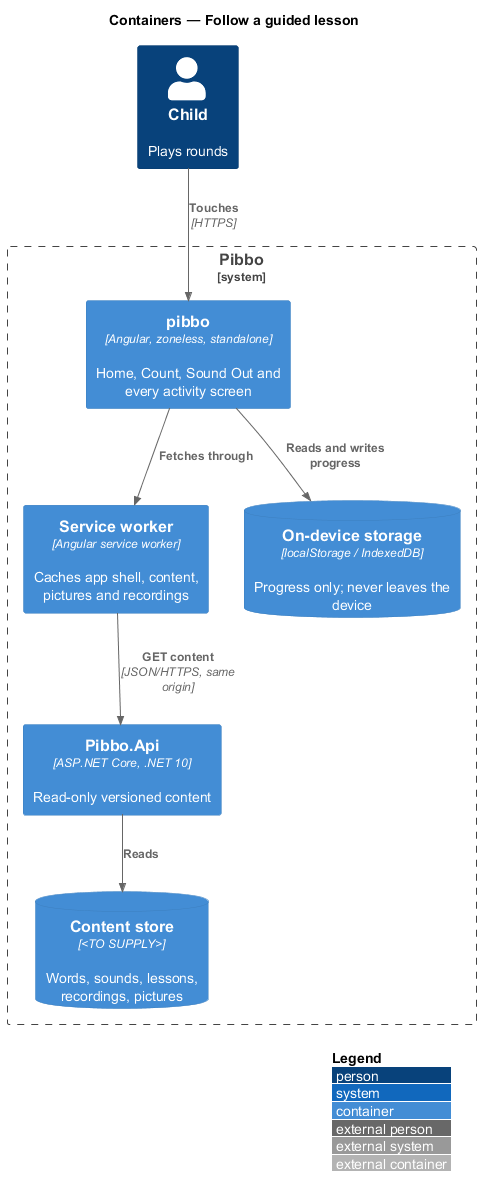 Containers — Follow a guided lesson
Child
Plays rounds
Touches
[HTTPS]
Pibbo
[system]
pibbo
[Angular, zoneless, standalone]
Home, Count, Sound Out and
every activity screen
Fetches through
Reads and writes
progress
Service worker
[Angular service worker]
Caches app shell, content,
pictures and recordings
On-device storage
[localStorage / IndexedDB]
Progress only; never leaves the
device
GET content
[JSON/HTTPS, same
origin]
Pibbo.Api
[ASP.NET Core, .NET 10]
Read-only versioned content
Reads
Content store
[<TO SUPPLY>]
Words, sounds, lessons,
recordings, pictures
Legend
person
system
container
external person
external system
external container